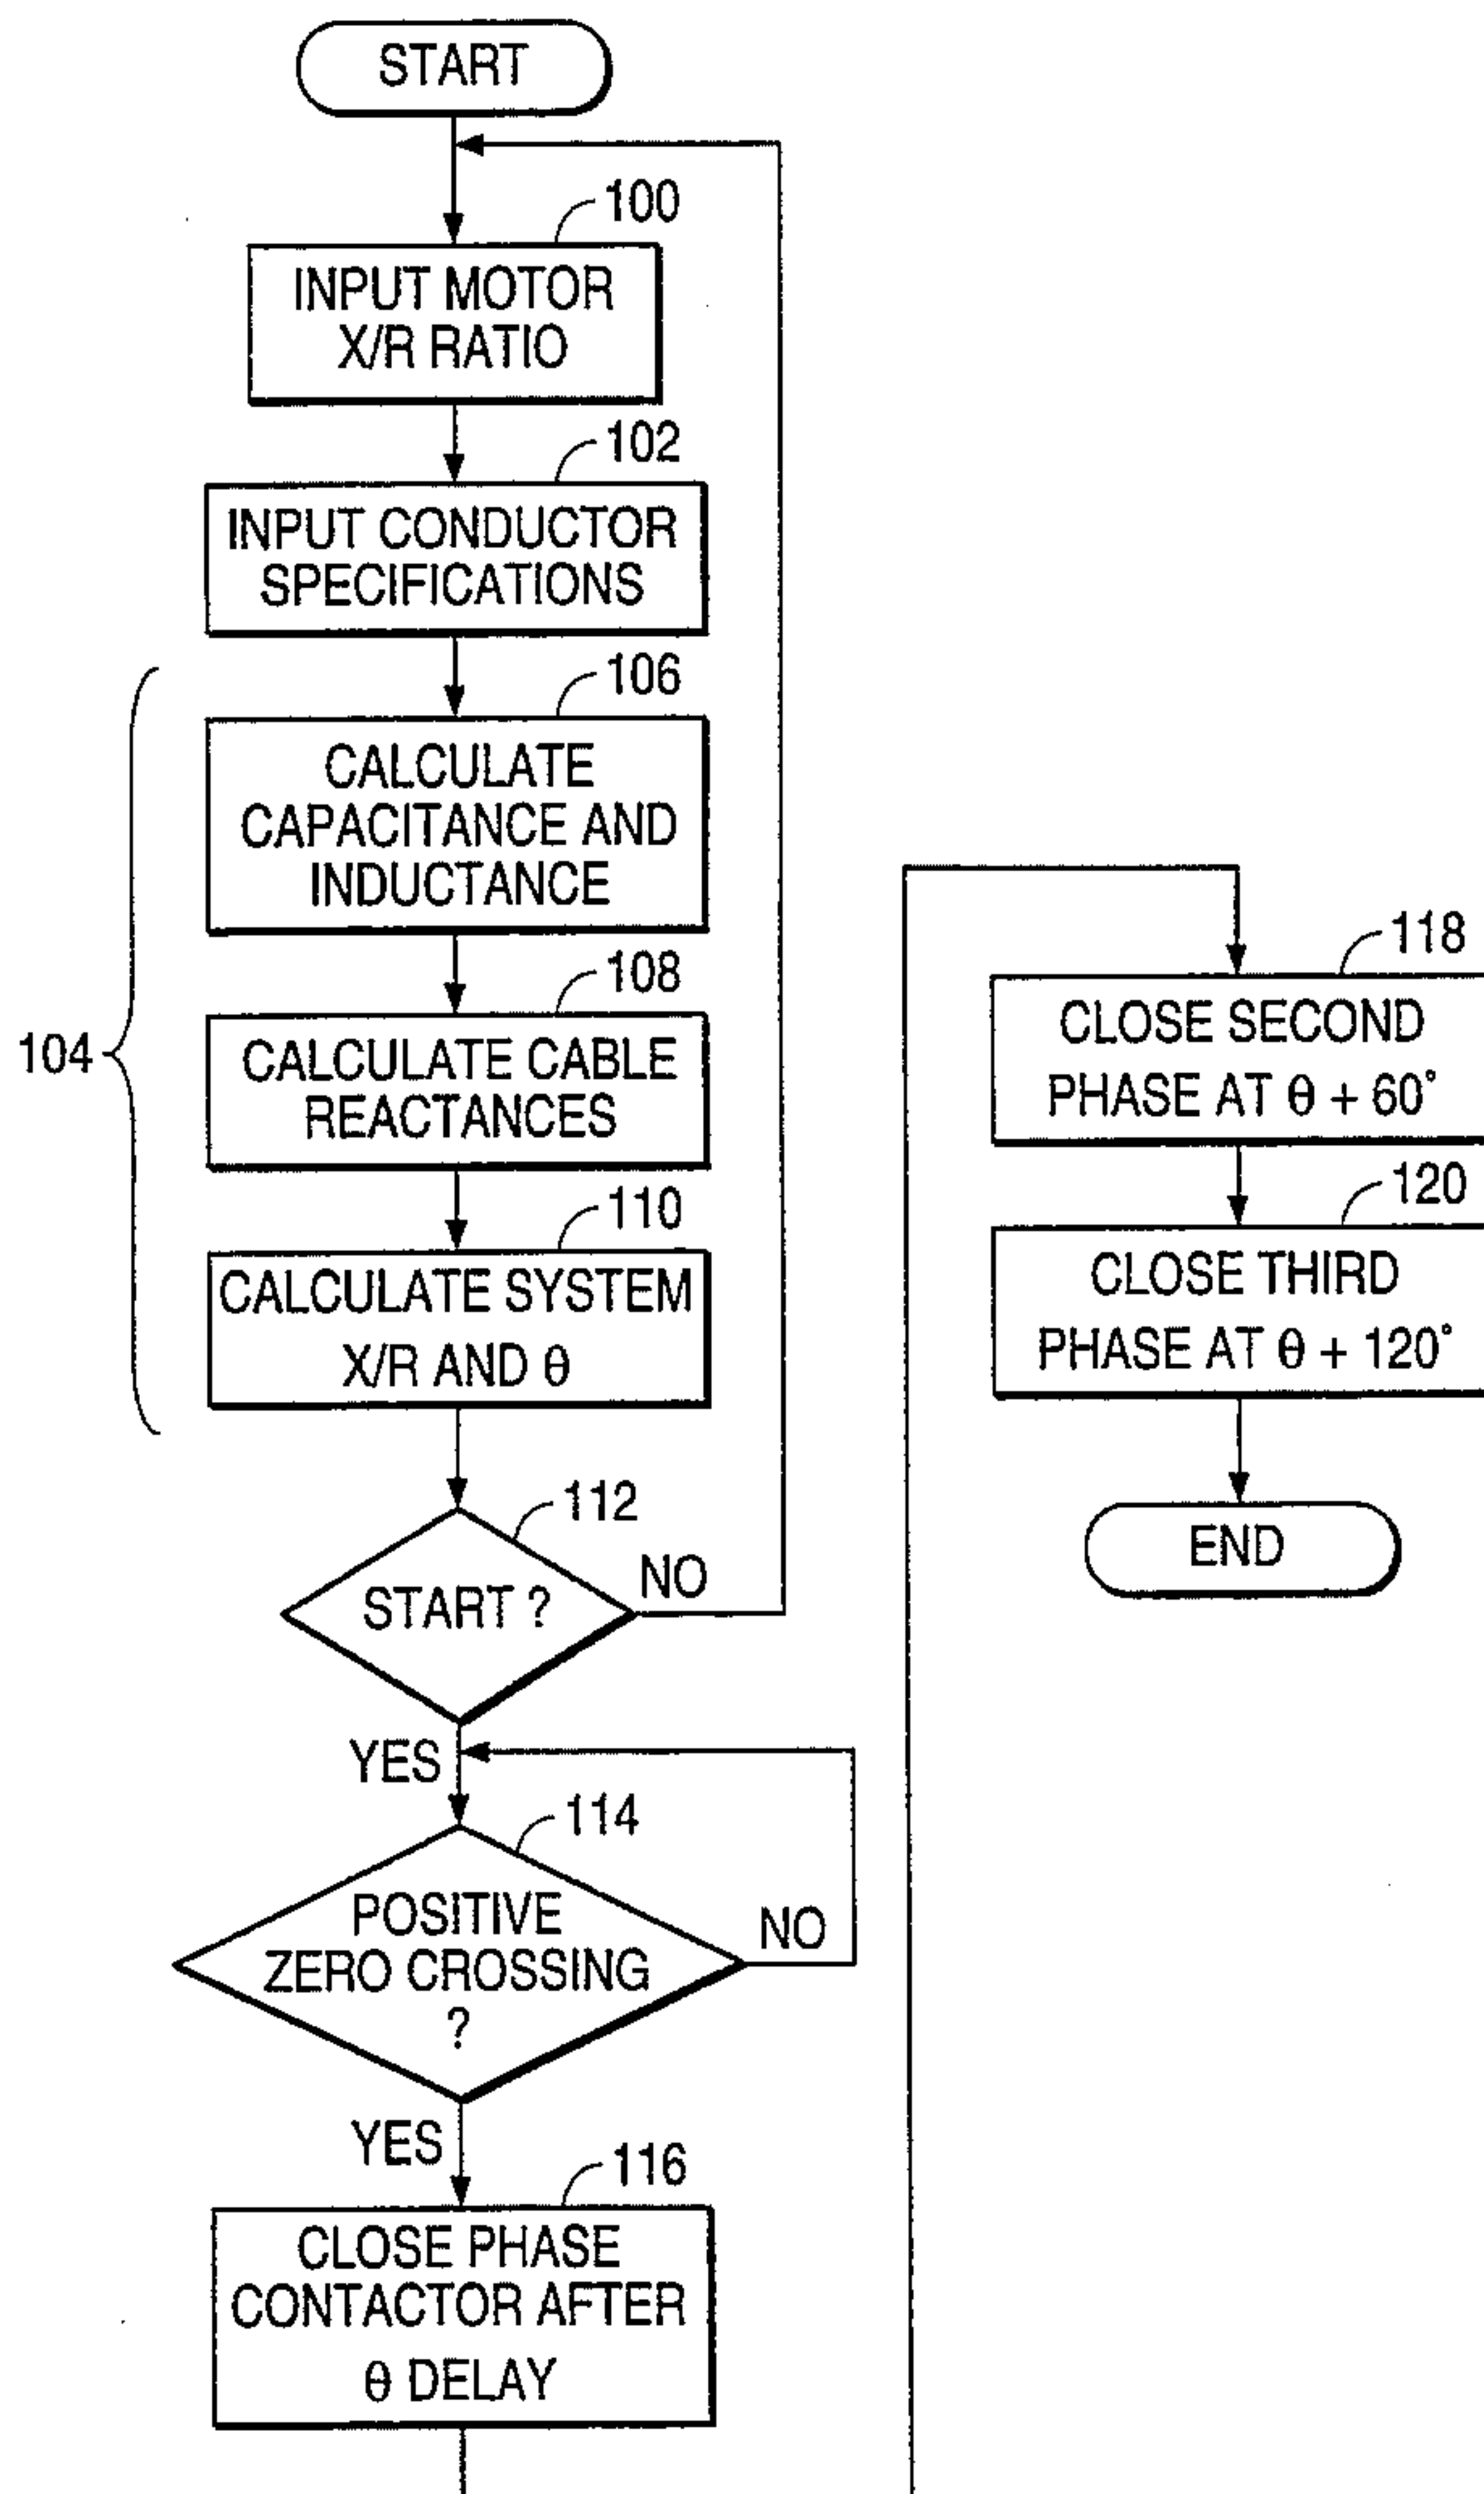 START
100
INPUT MOTOR
X/R RATIO
102
INPUT CONDUCTOR
SPECIFICATIONS
106
CALCULATE
CAPACITANCE AND
INDUCTANCE
108
CALCULATE CABLE
REACTANCES
104
110
CALCULATE SYSTEM
X/R AND θ
112
START ?
NO
YES
114
POSITIVE
ZERO CROSSING
?
NO
YES
116
CLOSE PHASE
CONTACTOR AFTER
θ DELAY
118
CLOSE SECOND
PHASE AT θ + 60°
120
CLOSE THIRD
PHASE AT θ + 120°
END